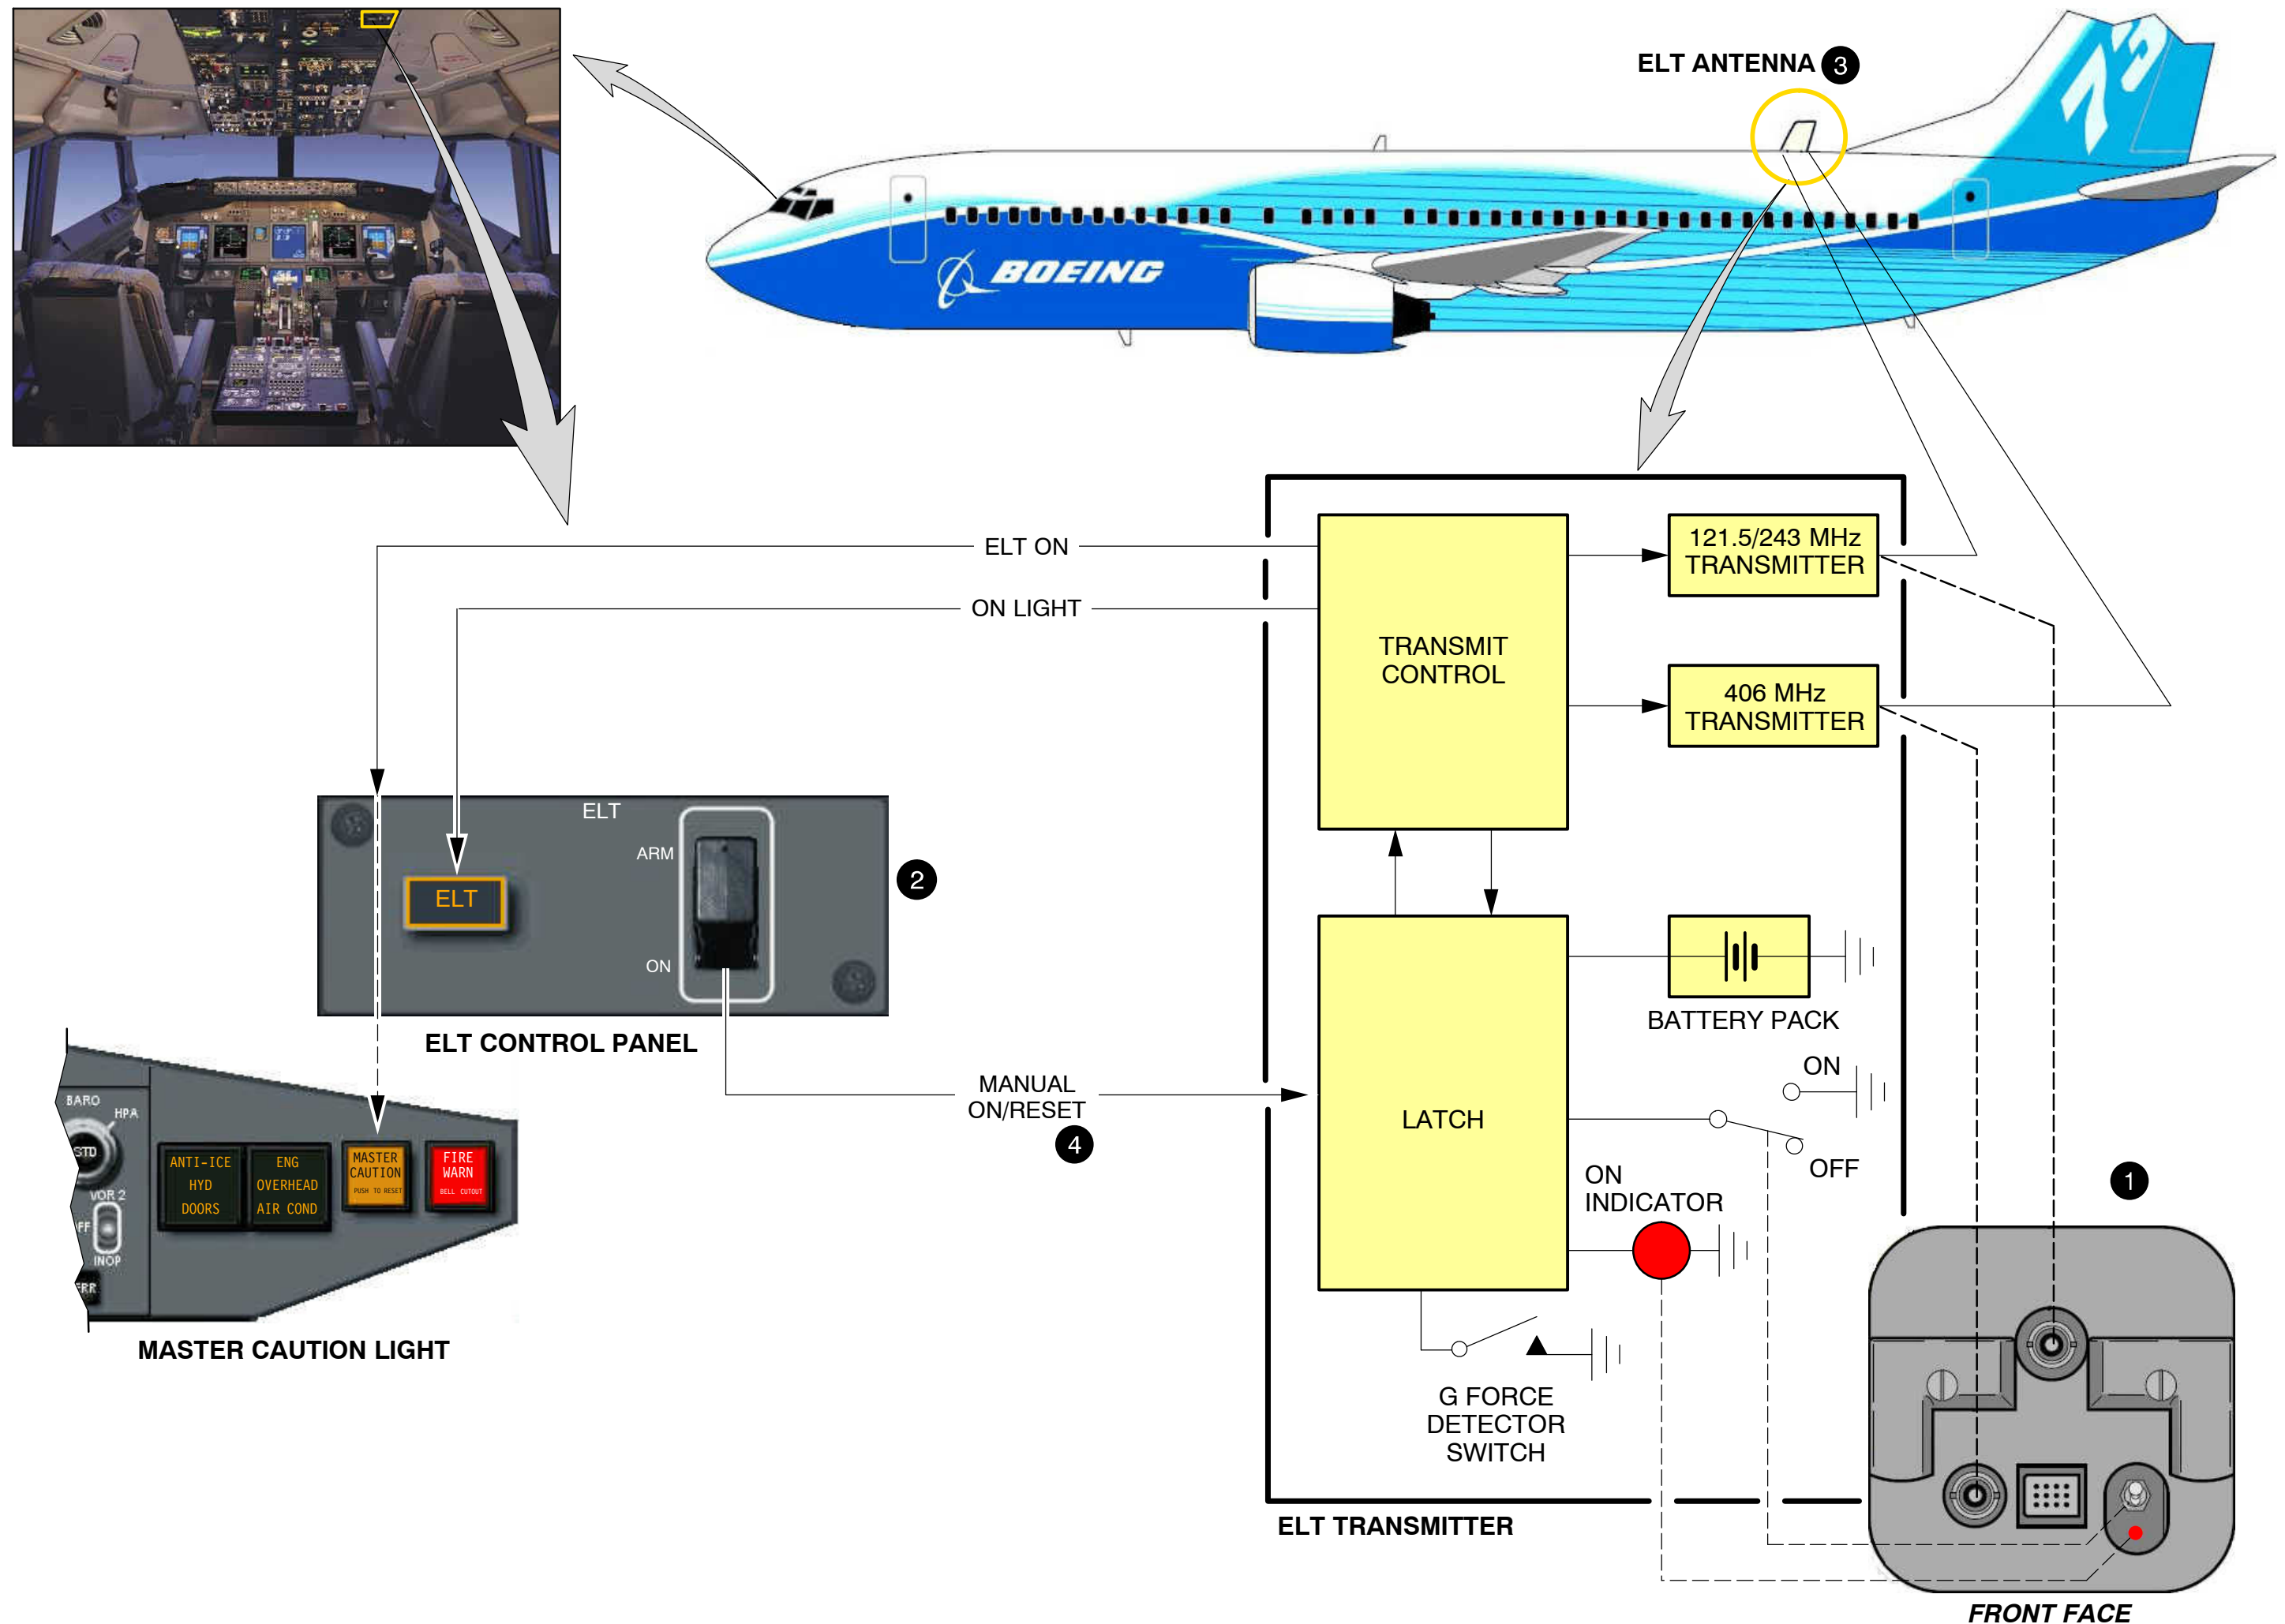 ELT ANTENNA 3
73
BOEING
ELT ON
ON LIGHT
121.5/243 MHz
TRANSMITTER
TRANSMIT
CONTROL
406 MHz
TRANSMITTER
ELT
ARM
ELT
ON
2
ELT CONTROL PANEL
BATTERY PACK
MANUAL
ON/RESET
4
LATCH
ON
OFF
ON
INDICATOR
1
BARO
HPA
STD
VOR 2
FF
INOP
ERR
ANTI-ICE
HYD
DOORS
ENG
OVERHEAD
AIR COND
MASTER
CAUTION
PUSH TO RESET
FIRE
WARN
BELL CUTOUT
MASTER CAUTION LIGHT
G FORCE
DETECTOR
SWITCH
ELT TRANSMITTER
FRONT FACE